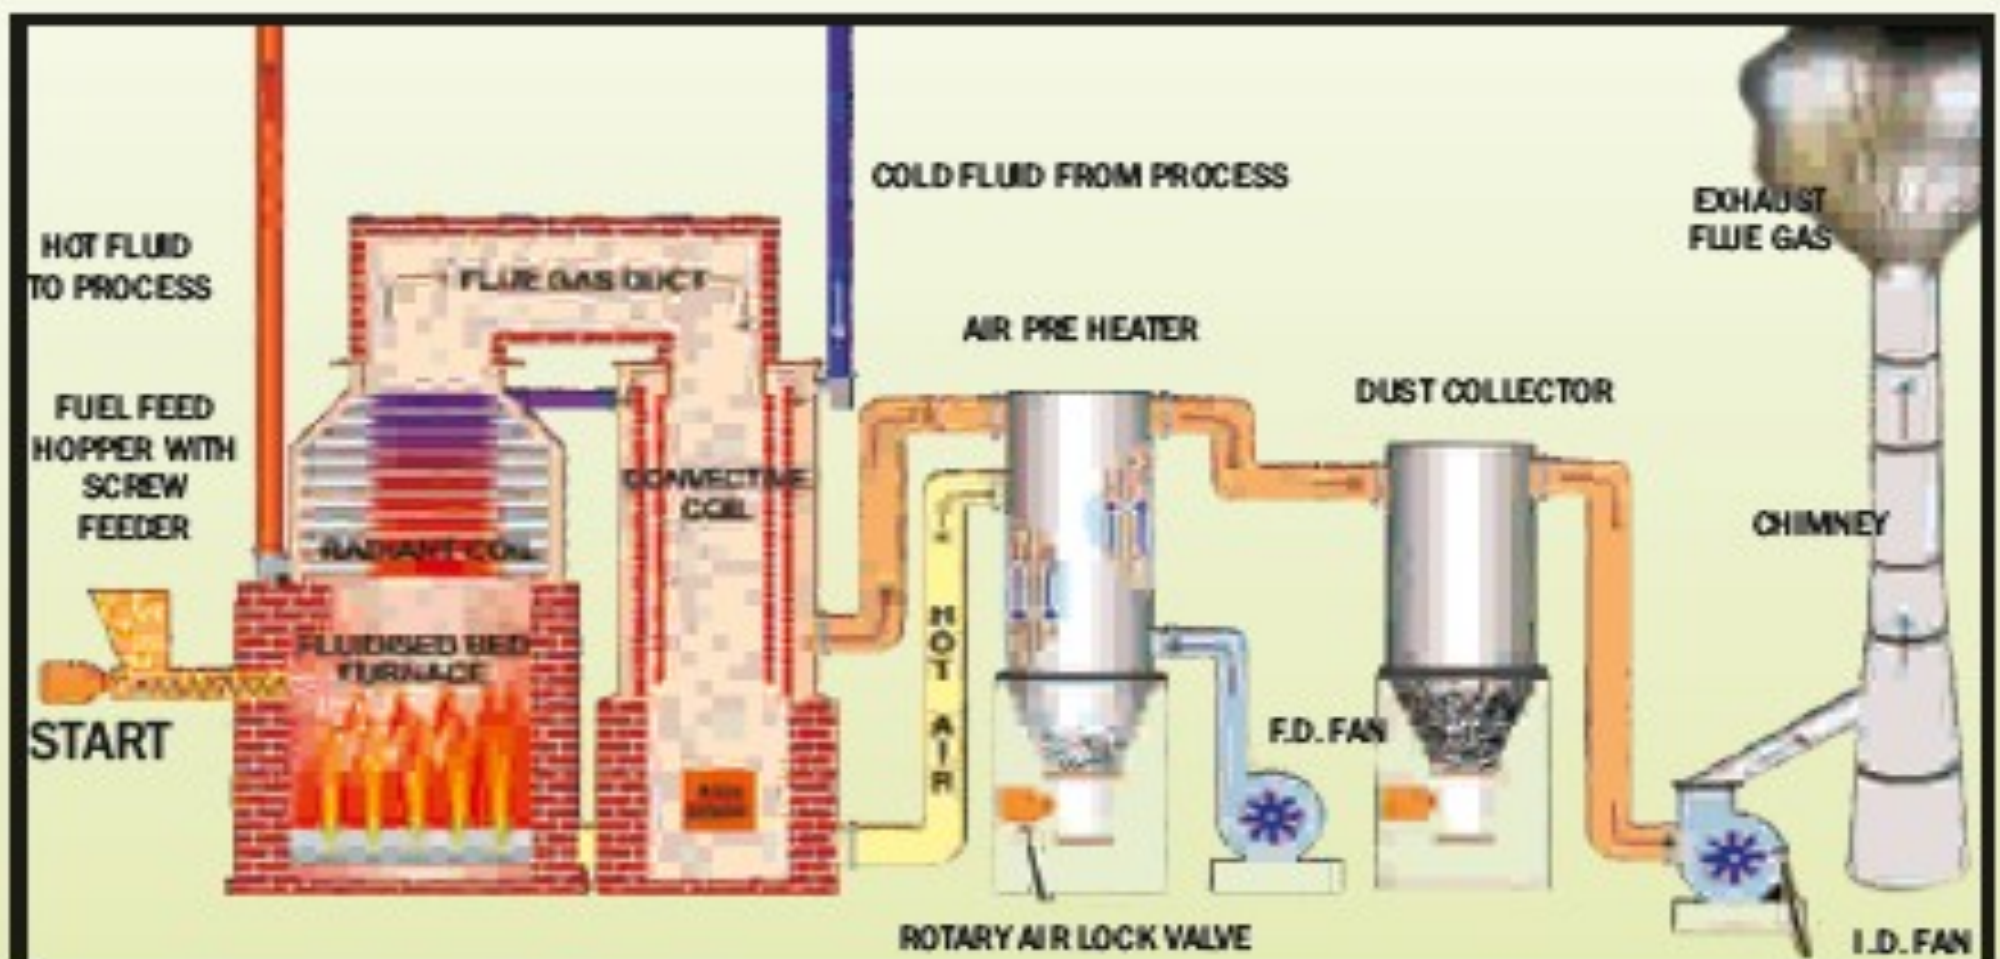 COLD FLUID FROM PROCESS
EXHAUST
FLUE GAS
HOT FLUID
TO PROCESS
FLUE GAS DUCT
AIR PRE HEATER
DUST COLLECTOR
FUEL FEED
HOPPER WITH
SCREW
FEEDER
CONVECTIVE
COIL
CHIMNEY
RADIANT COIL
FLUIDISED BED
FURNACE
HOT AIR
START
F.D. FAN
ROTARY AIR LOCK VALVE
I.D. FAN